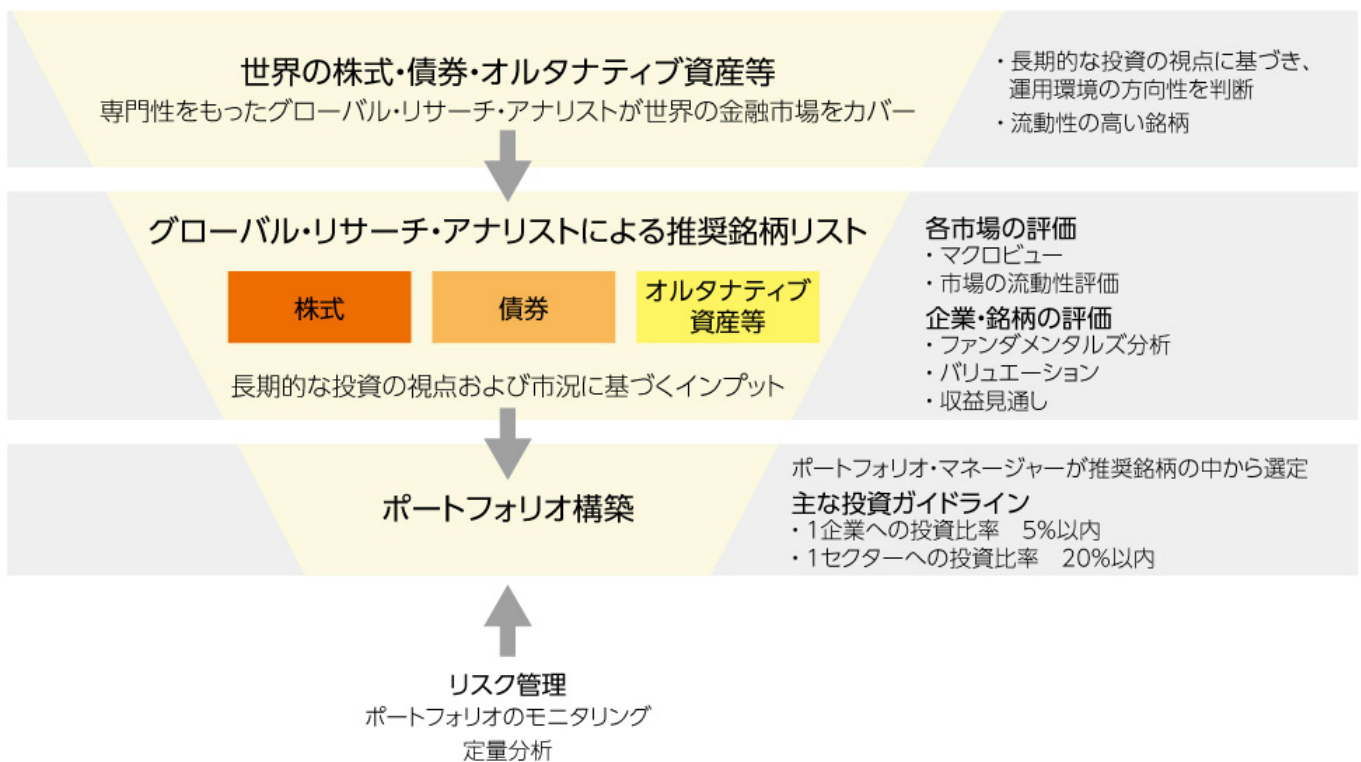 世界の株式・債券・オルタナティブ資産等
専門性をもったグローバル・リサーチ・アナリストが世界の金融市場をカバー
・長期的な投資の視点に基づき、
運用環境の方向性を判断
・流動性の高い銘柄
グローバル・リサーチ・アナリストによる推奨銘柄リスト
株式
債券
オルタナティブ
資産等
長期的な投資の視点および市況に基づくインプット
各市場の評価
・マクロビュー
・市場の流動性評価
企業・銘柄の評価
・ファンダメンタルズ分析
・バリュエーション
・収益見通し
ポートフォリオ構築
ポートフォリオ・マネージャーが推奨銘柄の中から選定
主な投資ガイドライン
・1企業への投資比率　5%以内
・1セクターへの投資比率　20%以内
リスク管理
ポートフォリオのモニタリング
定量分析